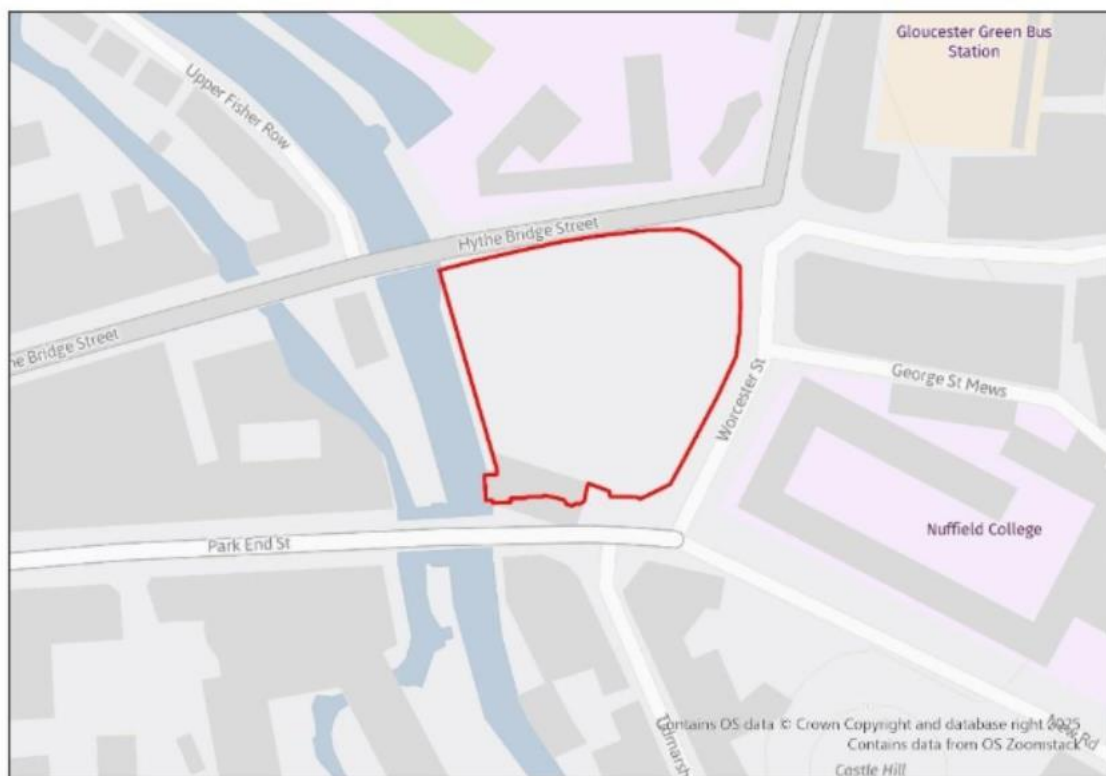 Gloucester Green Bus
Station
Upper Fisher Row
Hythe Bridge Street
he Bridge Street
George St Mews
Worcester St
Nuffield College
Park End St
Contains OS data © Crown Copyright and database right 2025
New Rd
Contains data from OS Zoomstack
Castle Hill